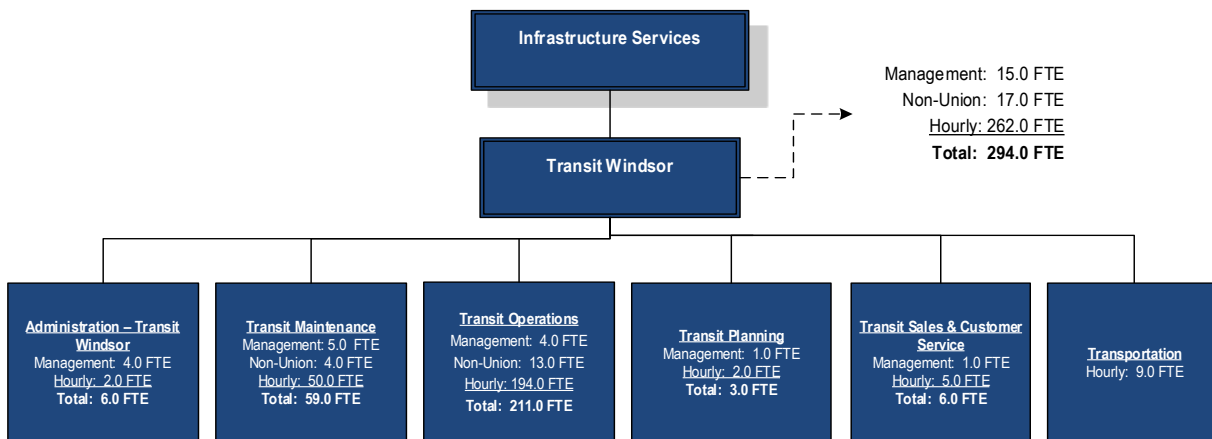 Infrastructure Services
Management: 15.0 FTE
Non-Union: 17.0 FTE
Hourly: 262.0 FTE
Total: 294.0 FTE
Transit Windsor
Administration – Transit
Windsor
Management: 4.0 FTE
Hourly: 2.0 FTE
Total: 6.0 FTE
Transit Maintenance
Management: 5.0 FTE
Non-Union: 4.0 FTE
Hourly: 50.0 FTE
Total: 59.0 FTE
Transit Operations
Management: 4.0 FTE
Non-Union: 13.0 FTE
Hourly: 194.0 FTE
Total: 211.0 FTE
Transit Planning
Management: 1.0 FTE
Hourly: 2.0 FTE
Total: 3.0 FTE
Transit Sales & Customer
Service
Management: 1.0 FTE
Hourly: 5.0 FTE
Total: 6.0 FTE
Transportation
Hourly: 9.0 FTE